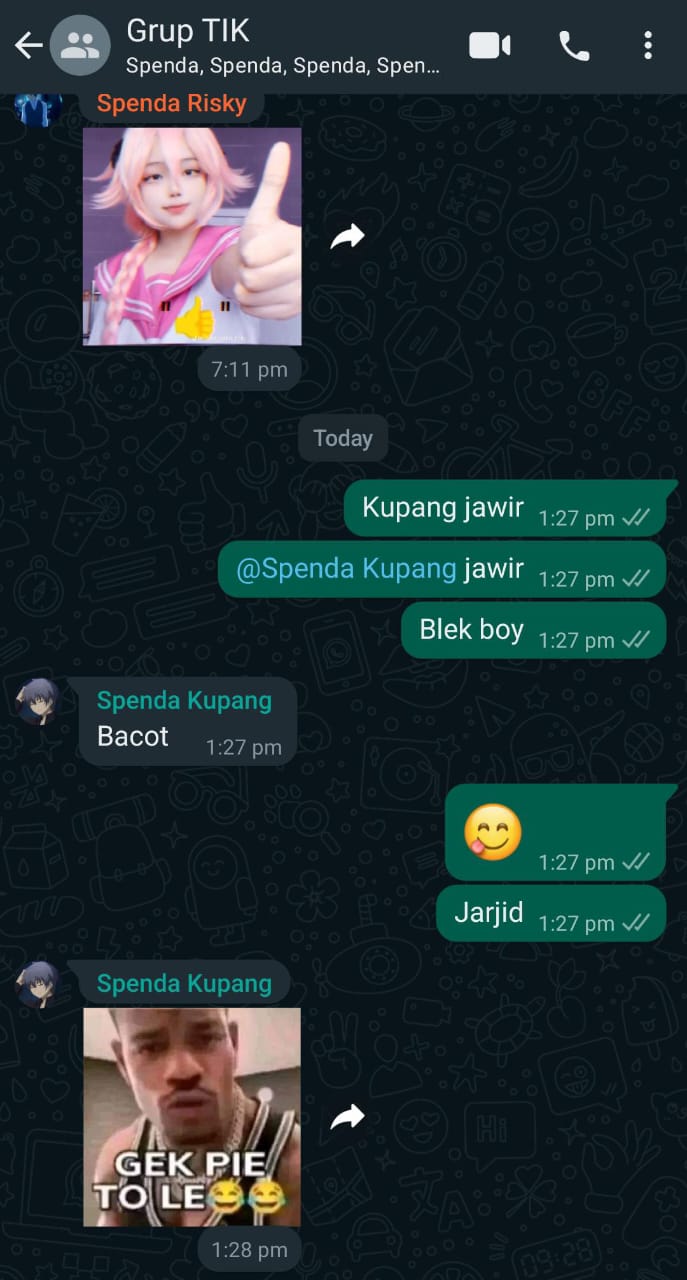 Grup TIK
Spenda, Spenda, Spenda, Spen...
Spenda Risky
" 👍 "
7:11 pm
Today
Kupang jawir 1:27 pm
@Spenda Kupang jawir 1:27 pm
Blek boy 1:27 pm
Spenda Kupang
Bacot 1:27 pm
😋 1:27 pm
Jarjid 1:27 pm
Spenda Kupang
GEK PIE
TO LE😂😂
1:28 pm